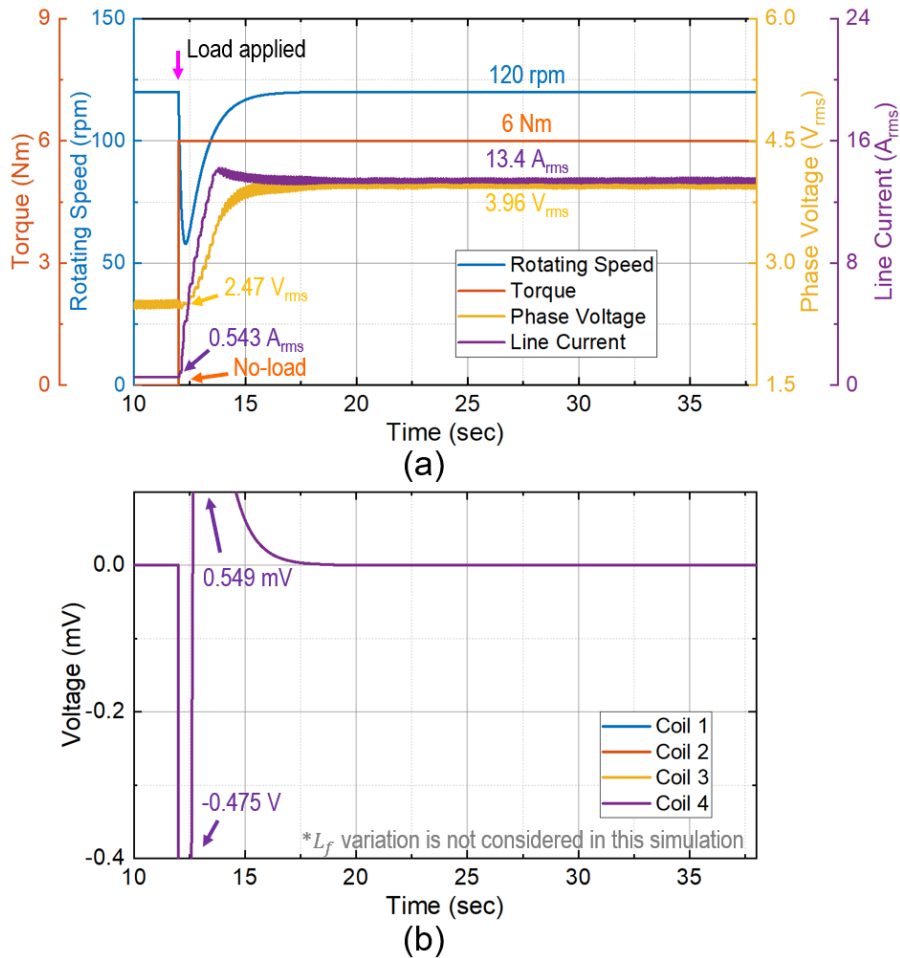 9
150
6.0
24
Load applied
120 rpm
6 Nm
13.4 Arms
3.96 Vrms
6
100
4.5
16
Torque (Nm)
Rotating Speed (rpm)
Phase Voltage (Vrms)
Line Current (Arms)
Rotating Speed
Torque
Phase Voltage
Line Current
3
50
3.0
8
2.47 Vrms
0.543 Arms
No-load
0
0
1.5
0
10
15
20
25
30
35
Time (sec)
(a)
0.549 mV
0.0
-0.2
-0.4
Voltage (mV)
Coil 1
Coil 2
Coil 3
Coil 4
-0.475 V
*Lf variation is not considered in this simulation
10
15
20
25
30
35
Time (sec)
(b)